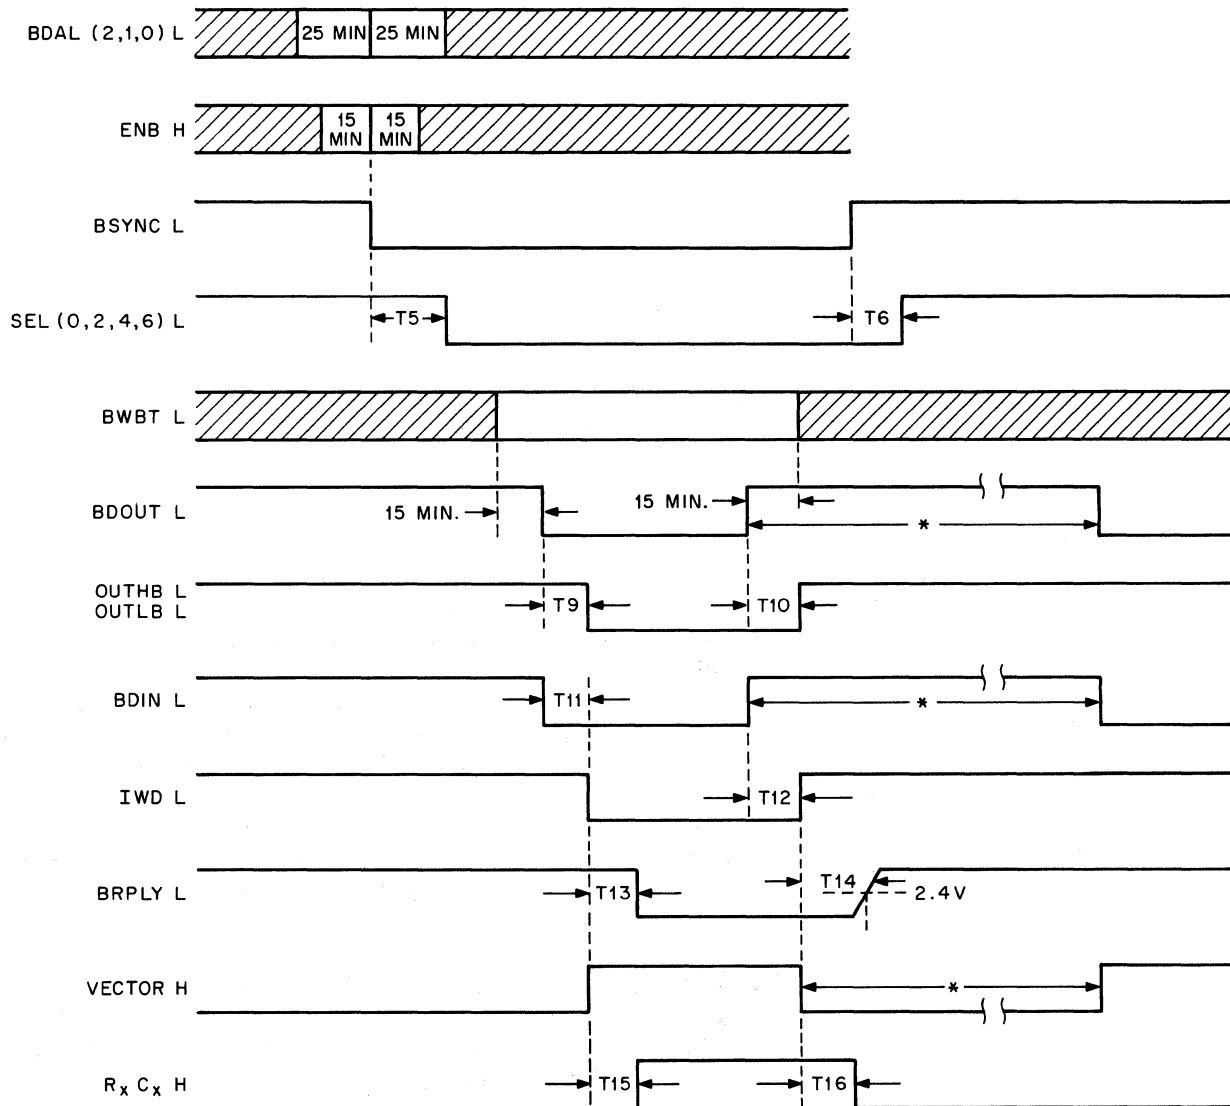 BDAL (2,1,0) L 25 MIN 25 MIN
ENB H 15 MIN 15 MIN
BSYNC L
SEL (0,2,4,6) L T5 T6
BWBT L
BDOUT L 15 MIN. 15 MIN. *
OUTHB L
OUTLB L T9 T10
BDIN L T11 *
IWD L T12
BRPLY L T13 T14 2.4V
VECTOR H *
Rx Cx H T15 T16